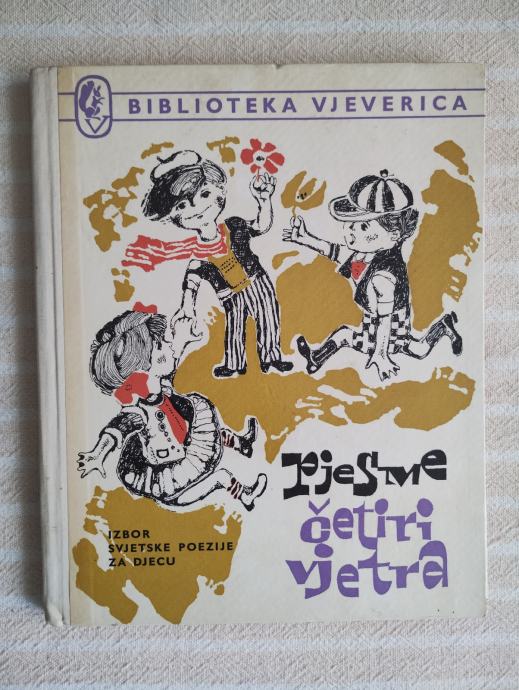 V
BIBLIOTEKA VJEVERICA
pjesme
četiri
vjetra
IZBOR
SVJETSKE POEZIJE
ZA DJECU